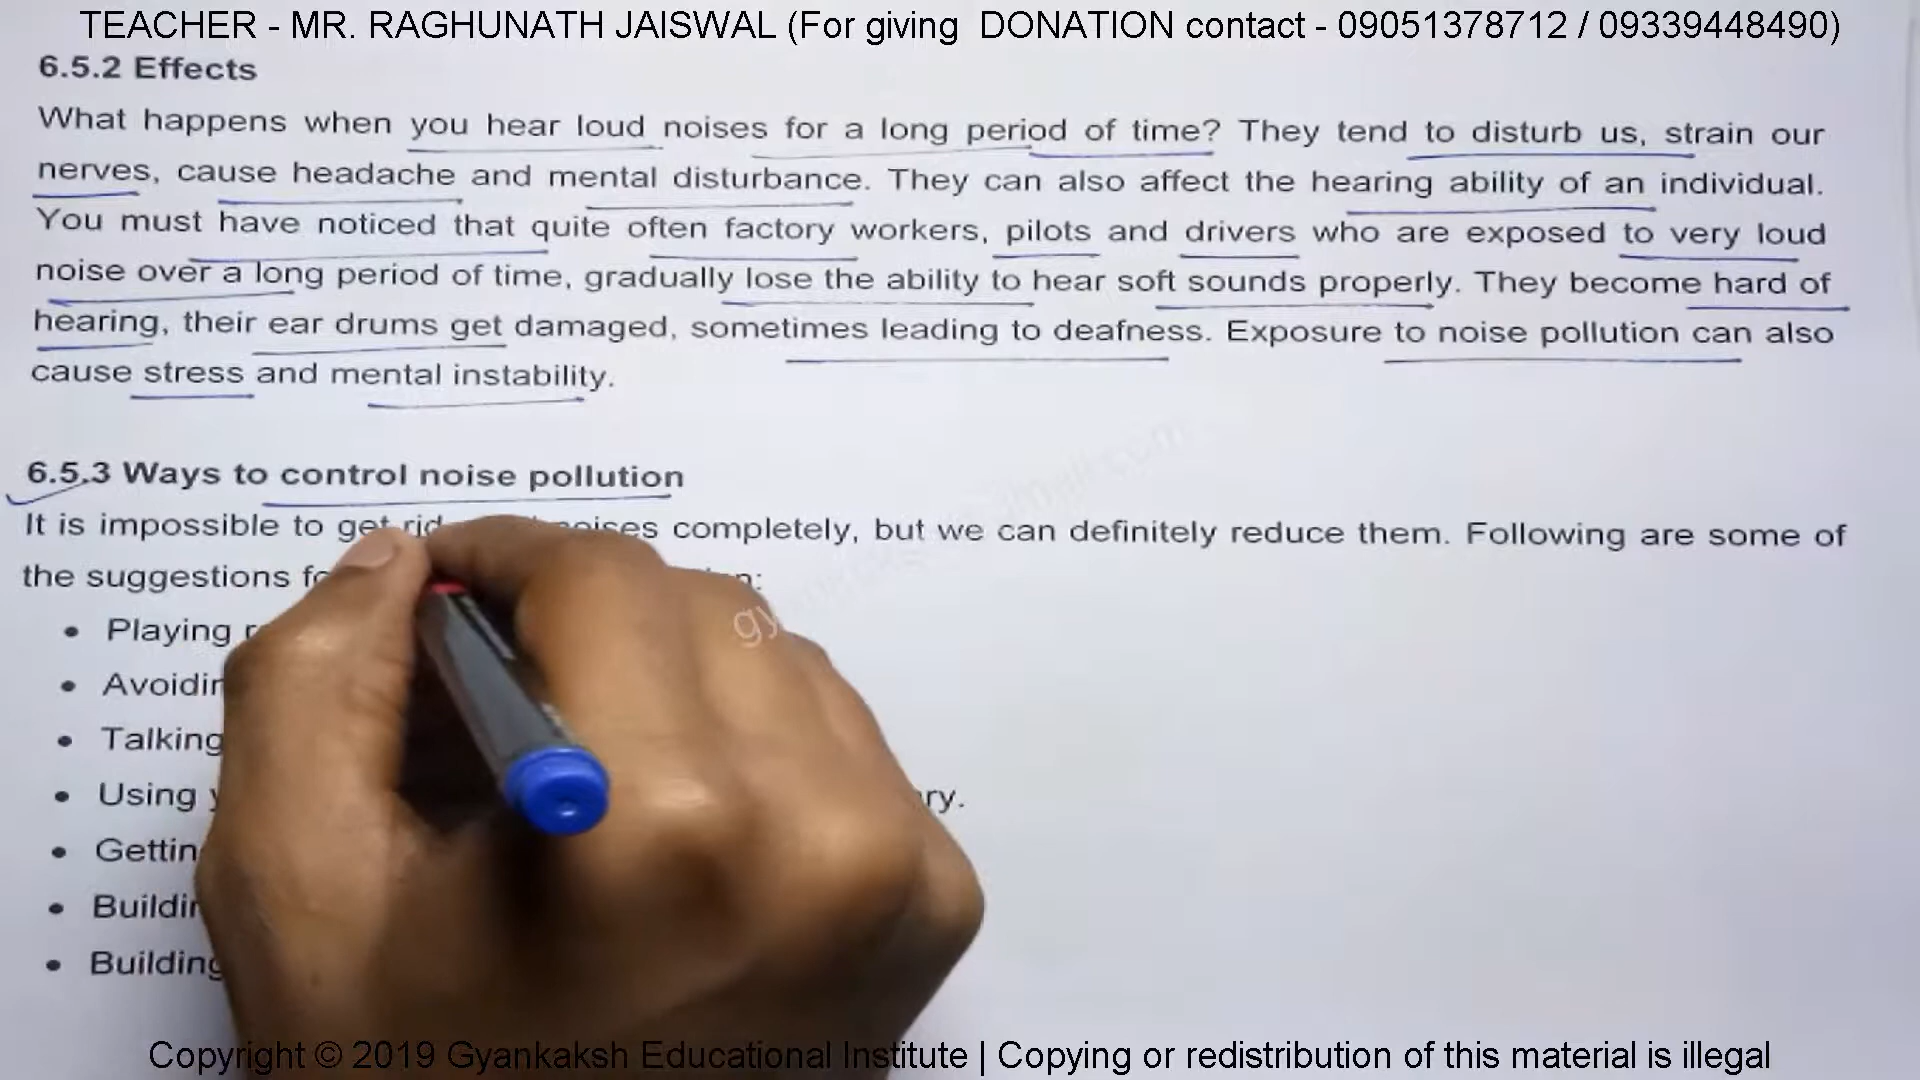 TEACHER - MR. RAGHUNATH JAISWAL (For giving DONATION contact - 09051378712 / 09339448490)
6.5.2 Effects
What happens when you hear loud noises for a long period of time? They tend to disturb us, strain our
nerves, cause headache and mental disturbance. They can also affect the hearing ability of an individual.
You must have noticed that quite often factory workers, pilots and drivers who are exposed to very loud
noise over a long period of time, gradually lose the ability to hear soft sounds properly. They become hard of
hearing, their ear drums get damaged, sometimes leading to deafness. Exposure to noise pollution can also
cause stress and mental instability.
6.5.3 Ways to control noise pollution
It is impossible to get rid noises completely, but we can definitely reduce them. Following are some of
the suggestions
• Playing
•
• Talking
• Using
•
•
• Building
Copyright © 2019 Gyankaksh Educational Institute | Copying or redistribution of this material is illegal